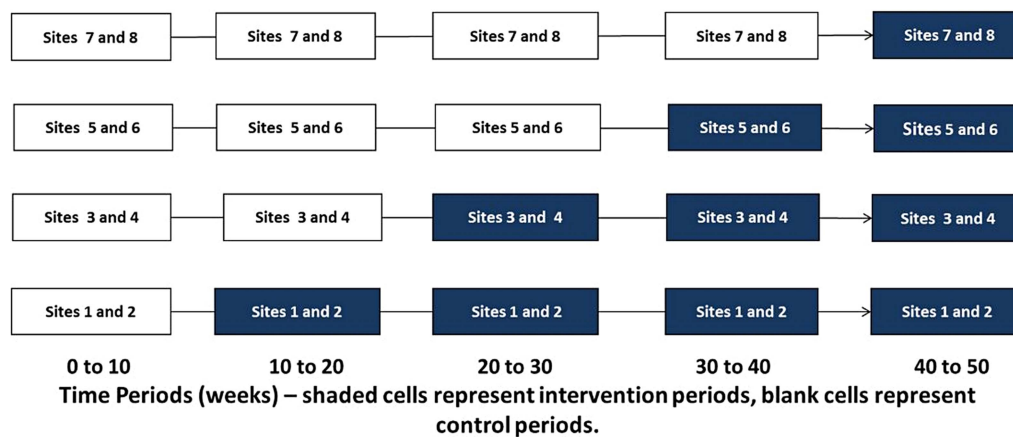 Sites 7 and 8 Sites 7 and 8 Sites 7 and 8 Sites 7 and 8 Sites 7 and 8
Sites 5 and 6 Sites 5 and 6 Sites 5 and 6 Sites 5 and 6 Sites 5 and 6
Sites 3 and 4 Sites 3 and 4 Sites 3 and 4 Sites 3 and 4 Sites 3 and 4
Sites 1 and 2 Sites 1 and 2 Sites 1 and 2 Sites 1 and 2 Sites 1 and 2
0 to 10 10 to 20 20 to 30 30 to 40 40 to 50
Time Periods (weeks) – shaded cells represent intervention periods, blank cells represent
control periods.